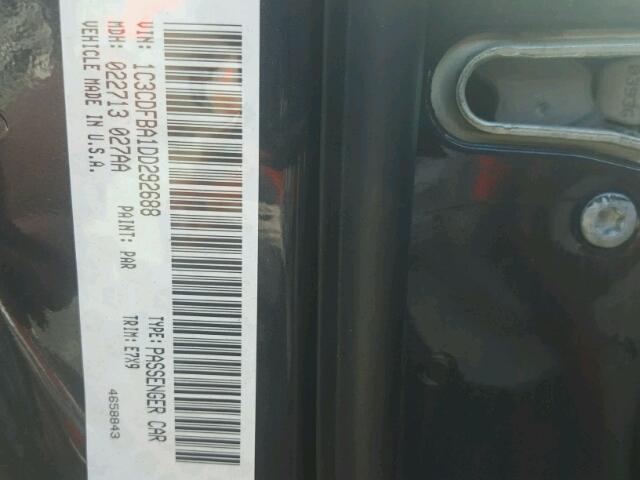 VIN: 1C3CDFBA1DD292688 TYPE: PASSENGER CAR
MDH: 022713 027AA PAINT: PAR TRIM: E7X9
VEHICLE MADE IN U.S.A. 4658843